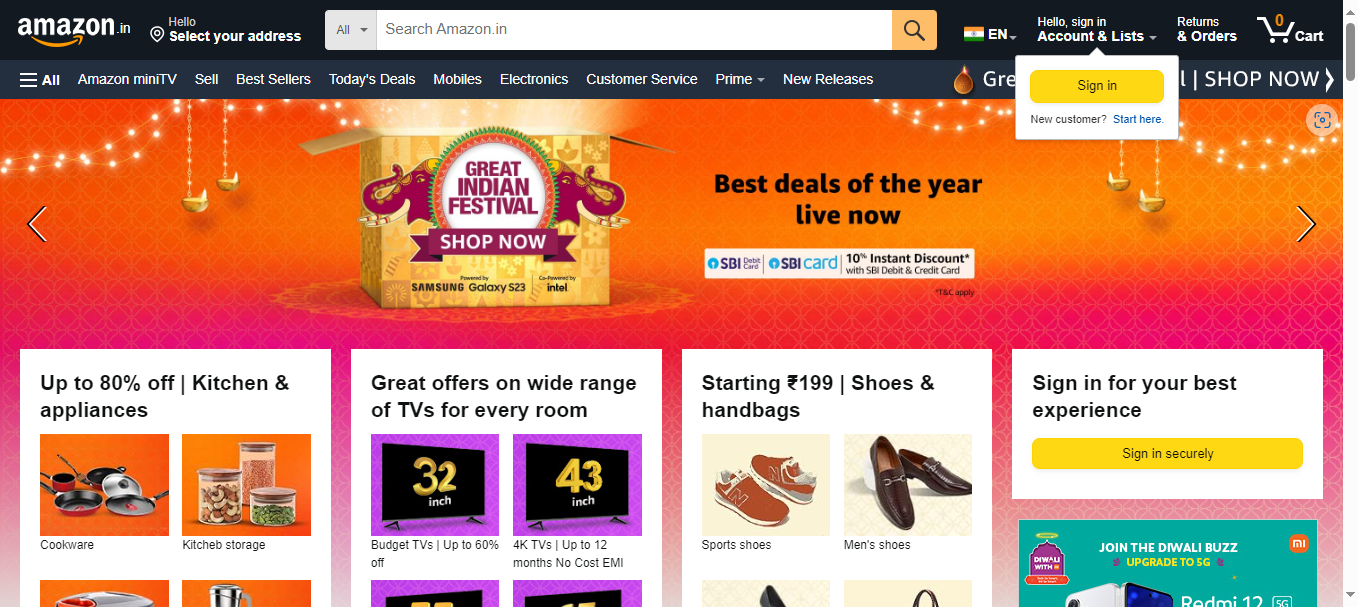 amazon.in
Hello
Select your address
All
Search Amazon.in
EN
Hello, sign in
Account & Lists
Returns
& Orders
0
Cart
All
Amazon miniTV
Sell
Best Sellers
Today's Deals
Mobiles
Electronics
Customer Service
Prime
New Releases
Gre
l | SHOP NOW
Sign in
New customer? Start here.
GREAT
INDIAN
FESTIVAL
SHOP NOW
Powered by
SAMSUNG Galaxy S23
Co-Powered by
intel.
Best deals of the year
live now
SBI Debit Card | SBI card | 10% Instant Discount*
with SBI Debit & Credit Card
*T&C apply
Up to 80% off | Kitchen &
appliances
Cookware
Kitcheb storage
Great offers on wide range
of TVs for every room
32
inch
43
inch
Budget TVs | Up to 60%
off
4K TVs | Up to 12
months No Cost EMI
Starting ₹199 | Shoes &
handbags
Sports shoes
Men's shoes
Sign in for your best
experience
Sign in securely
DIWALI
WITH MI
JOIN THE DIWALI BUZZ
UPGRADE TO 5G
mi
Redmi 12 5G